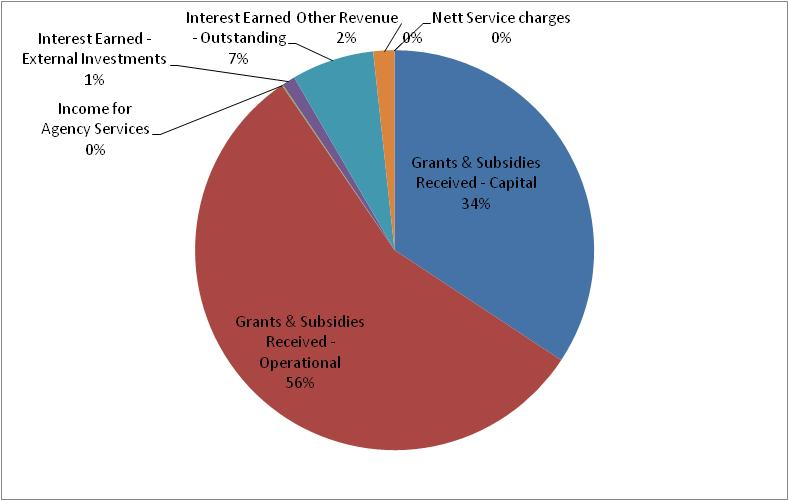 Interest Earned
- Outstanding
7%
Other Revenue
2%
0%
Nett Service charges
0%
Interest Earned -
External Investments
1%
Income for
Agency Services
0%
Grants & Subsidies
Received - Capital
34%
Grants & Subsidies
Received -
Operational
56%